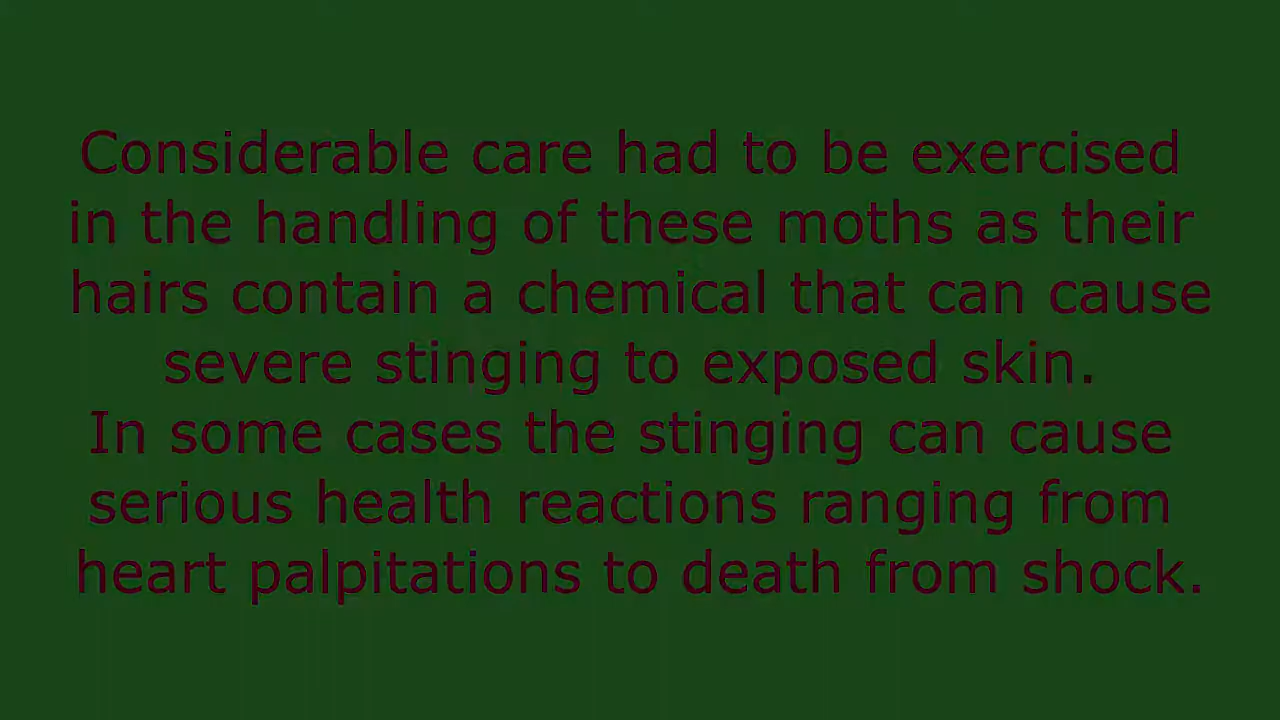 Considerable care had to be exercised
in the handling of these moths as their
hairs contain a chemical that can cause
severe stinging to exposed skin.
In some cases the stinging can cause
serious health reactions ranging from
heart palpitations to death from shock.